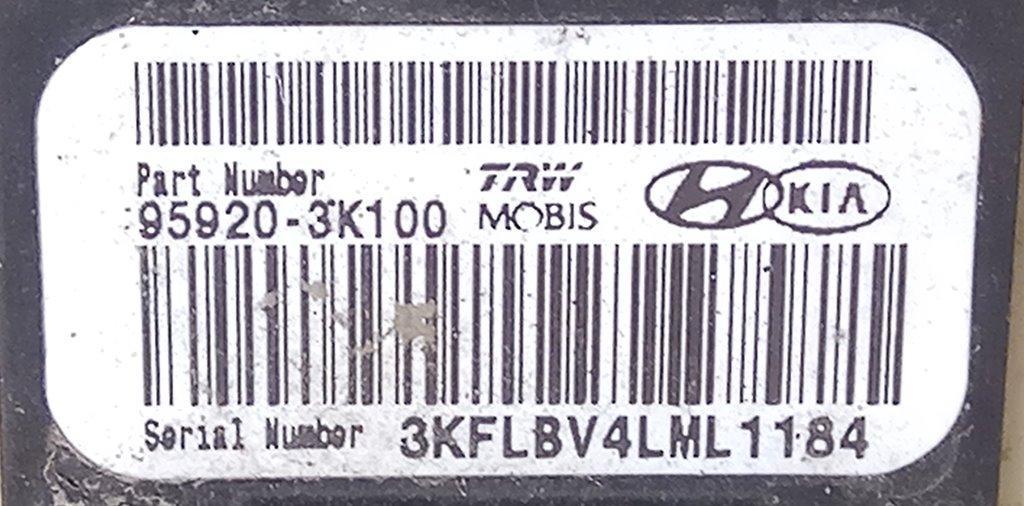 Part Number
95920-3K100
TRW
MOBIS
KIA
Serial Number 3KFLBV4LML1184